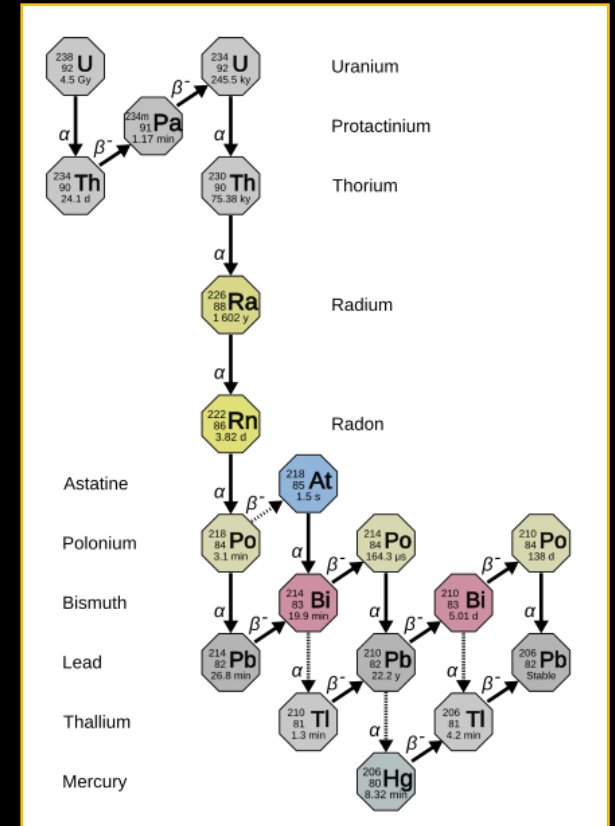 238 92 U 4.5 Gy
β⁻
234 92 U 245.5 ky
Uranium
α
β⁻
234m 91 Pa 1.17 min
α
Protactinium
234 90 Th 24.1 d
230 90 Th 75.38 ky
Thorium
α
226 88 Ra 1 602 y
Radium
α
222 86 Rn 3.82 d
Radon
Astatine
α
β⁻
218 85 At 1.5 s
Polonium
218 84 Po 3.1 min
α
β⁻
214 84 Po 164.3 µs
β⁻
210 84 Po 138 d
Bismuth
α
214 83 Bi 19.9 min
α
β⁻
210 83 Bi 5.01 d
α
β⁻
Lead
214 82 Pb 26.8 min
α
β⁻
210 82 Pb 22.2 y
α
β⁻
206 82 Pb Stable
Thallium
210 81 Tl 1.3 min
α
β⁻
206 81 Tl 4.2 min
Mercury
206 80 Hg 8.32 min